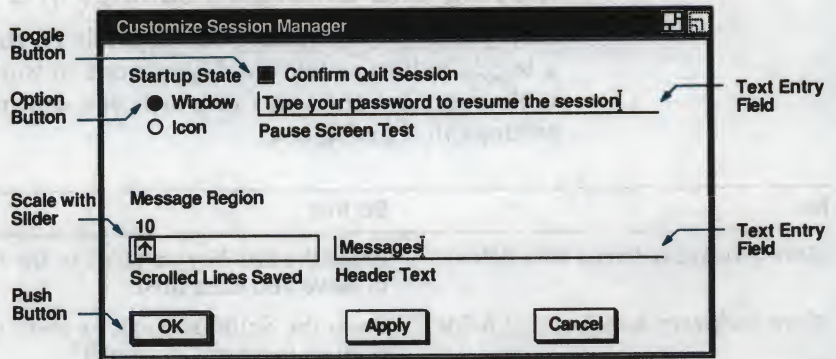 Customize Session Manager
Toggle
Button
Startup State
Confirm Quit Session
Option
Button
Window
Icon
Type your password to resume the session
Pause Screen Test
Text Entry
Field
Scale with
Slider
Message Region
10
Scrolled Lines Saved
Messages
Header Text
Text Entry
Field
Push
Button
OK
Apply
Cancel